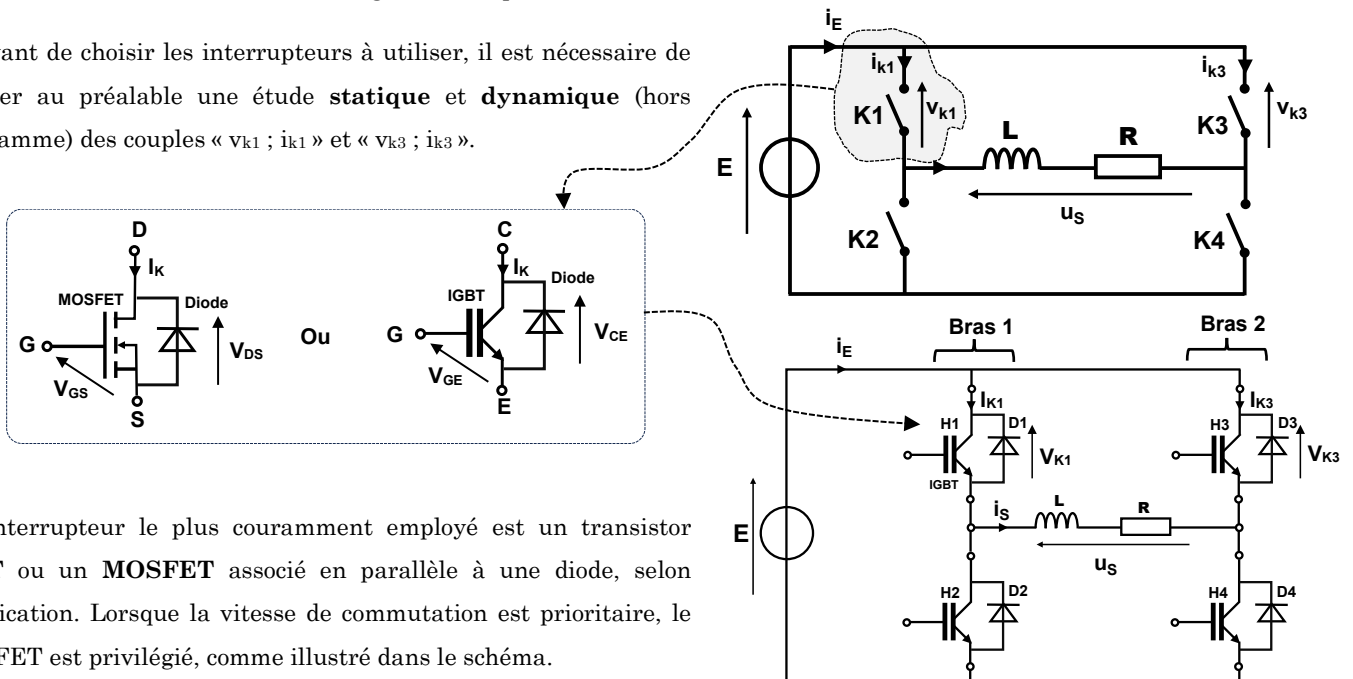 vant de choisir les interrupteurs à utiliser, il est nécessaire de
er au préalable une étude statique et dynamique (hors
amme) des couples « vk1 ; ik1 » et « vk3 ; ik3 ».
D
IK
MOSFET
Diode
G
VDS
VGS
S
Ou
C
IK
Diode
IGBT
G
VCE
VGE
E
iE
ik1
ik3
K1
vk1
K3
vk3
L
R
E
uS
K2
K4
Bras 1
Bras 2
iE
IK1
IK3
H1
D1
H3
D3
VK1
VK3
IGBT
iS
L
R
E
uS
H2
D2
H4
D4
nterrupteur le plus couramment employé est un transistor
ou un MOSFET associé en parallèle à une diode, selon
ication. Lorsque la vitesse de commutation est prioritaire, le
FET est privilégié, comme illustré dans le schéma.